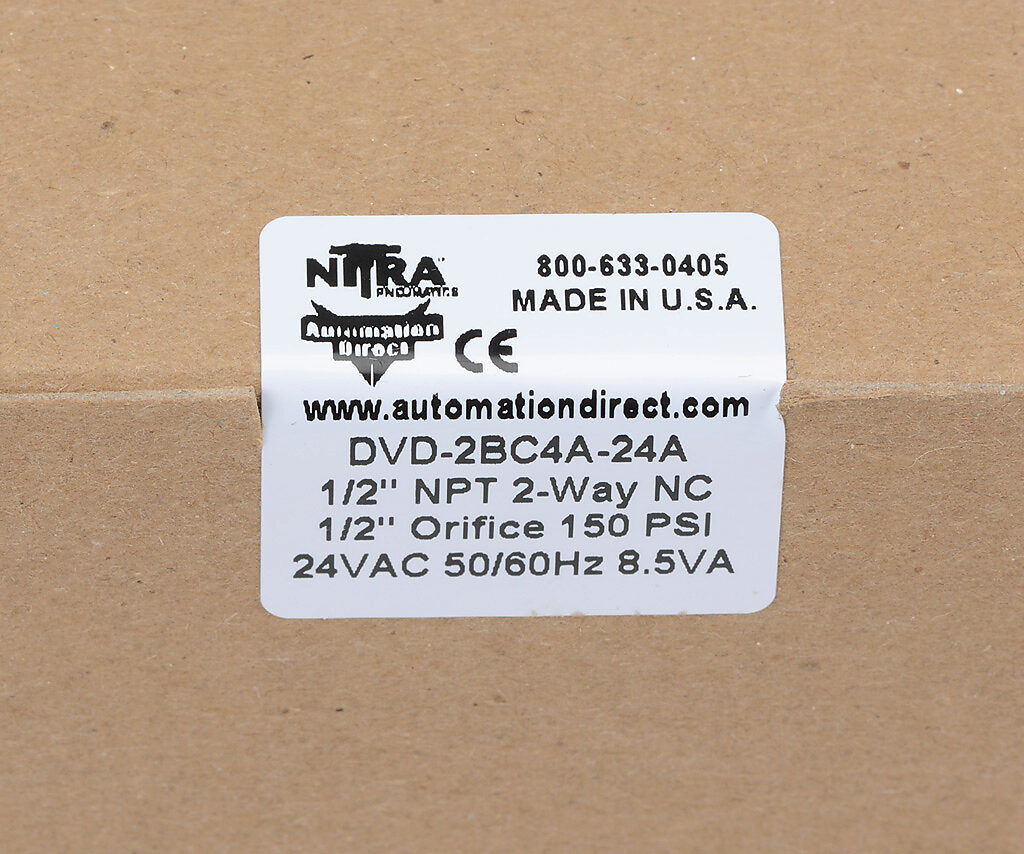 NITRA
PNEUMATICS
Automation
Direct
CE
800-633-0405
MADE IN U.S.A.
www.automationdirect.com
DVD-2BC4A-24A
1/2" NPT 2-Way NC
1/2" Orifice 150 PSI
24VAC 50/60Hz 8.5VA